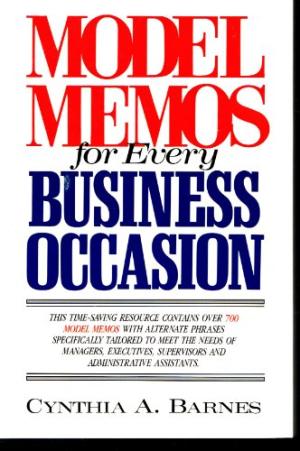 MODEL
MEMOS
for Every
BUSINESS
OCCASION
THIS TIME-SAVING RESOURCE CONTAINS OVER 700
MODEL MEMOS WITH ALTERNATE PHRASES
SPECIFICALLY TAILORED TO MEET THE NEEDS OF
MANAGERS, EXECUTIVES, SUPERVISORS AND
ADMINISTRATIVE ASSISTANTS.
CYNTHIA A. BARNES